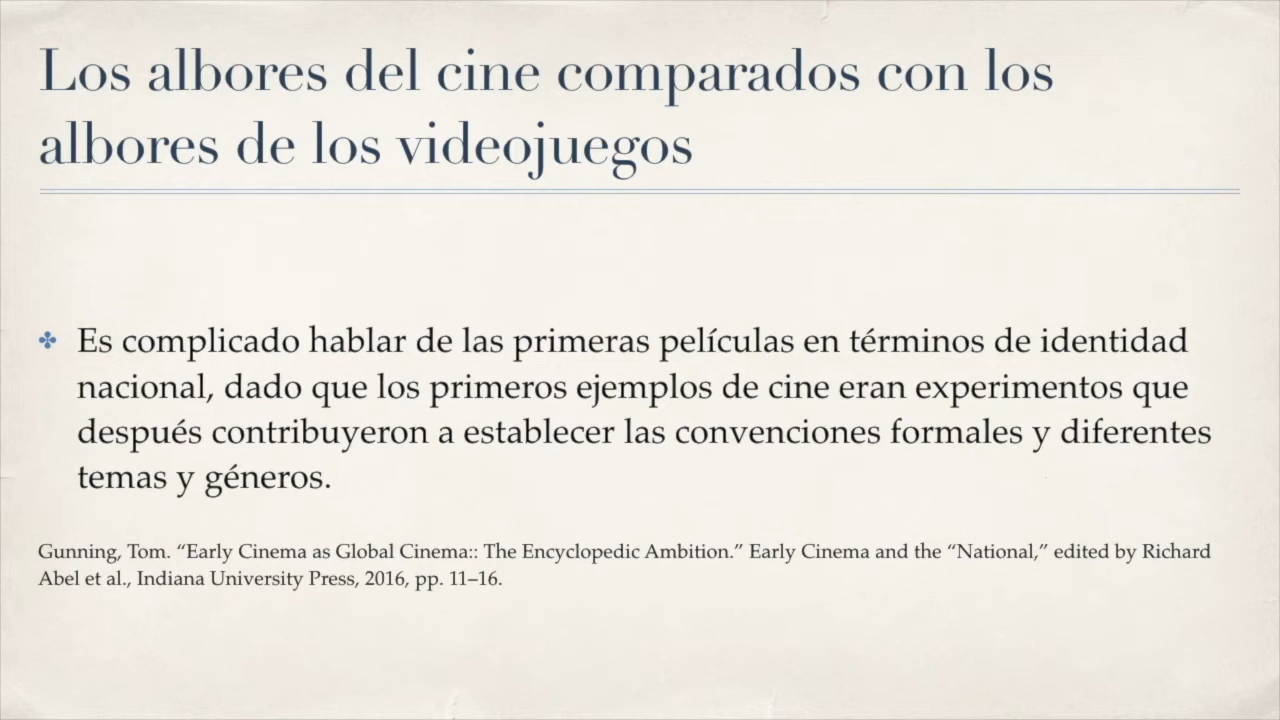 Los albores del cine comparados con los
albores de los videojuegos
Es complicado hablar de las primeras películas en términos de identidad
nacional, dado que los primeros ejemplos de cine eran experimentos que
después contribuyeron a establecer las convenciones formales y diferentes
temas y géneros.
Gunning, Tom. “Early Cinema as Global Cinema:: The Encyclopedic Ambition.” Early Cinema and the “National,” edited by Richard
Abel et al., Indiana University Press, 2016, pp. 11–16.